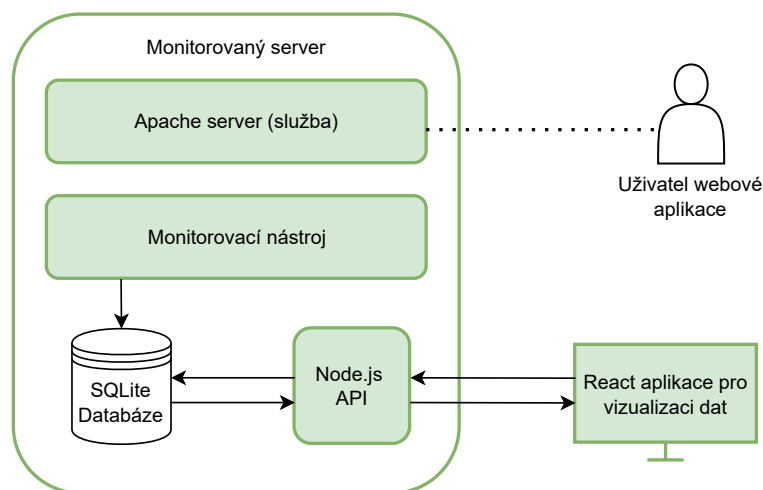 Monitorovaný server
Apache server (služba)
Uživatel webové
aplikace
Monitorovací nástroj
SQLite
Databáze
Node.js
API
React aplikace pro
vizualizaci dat